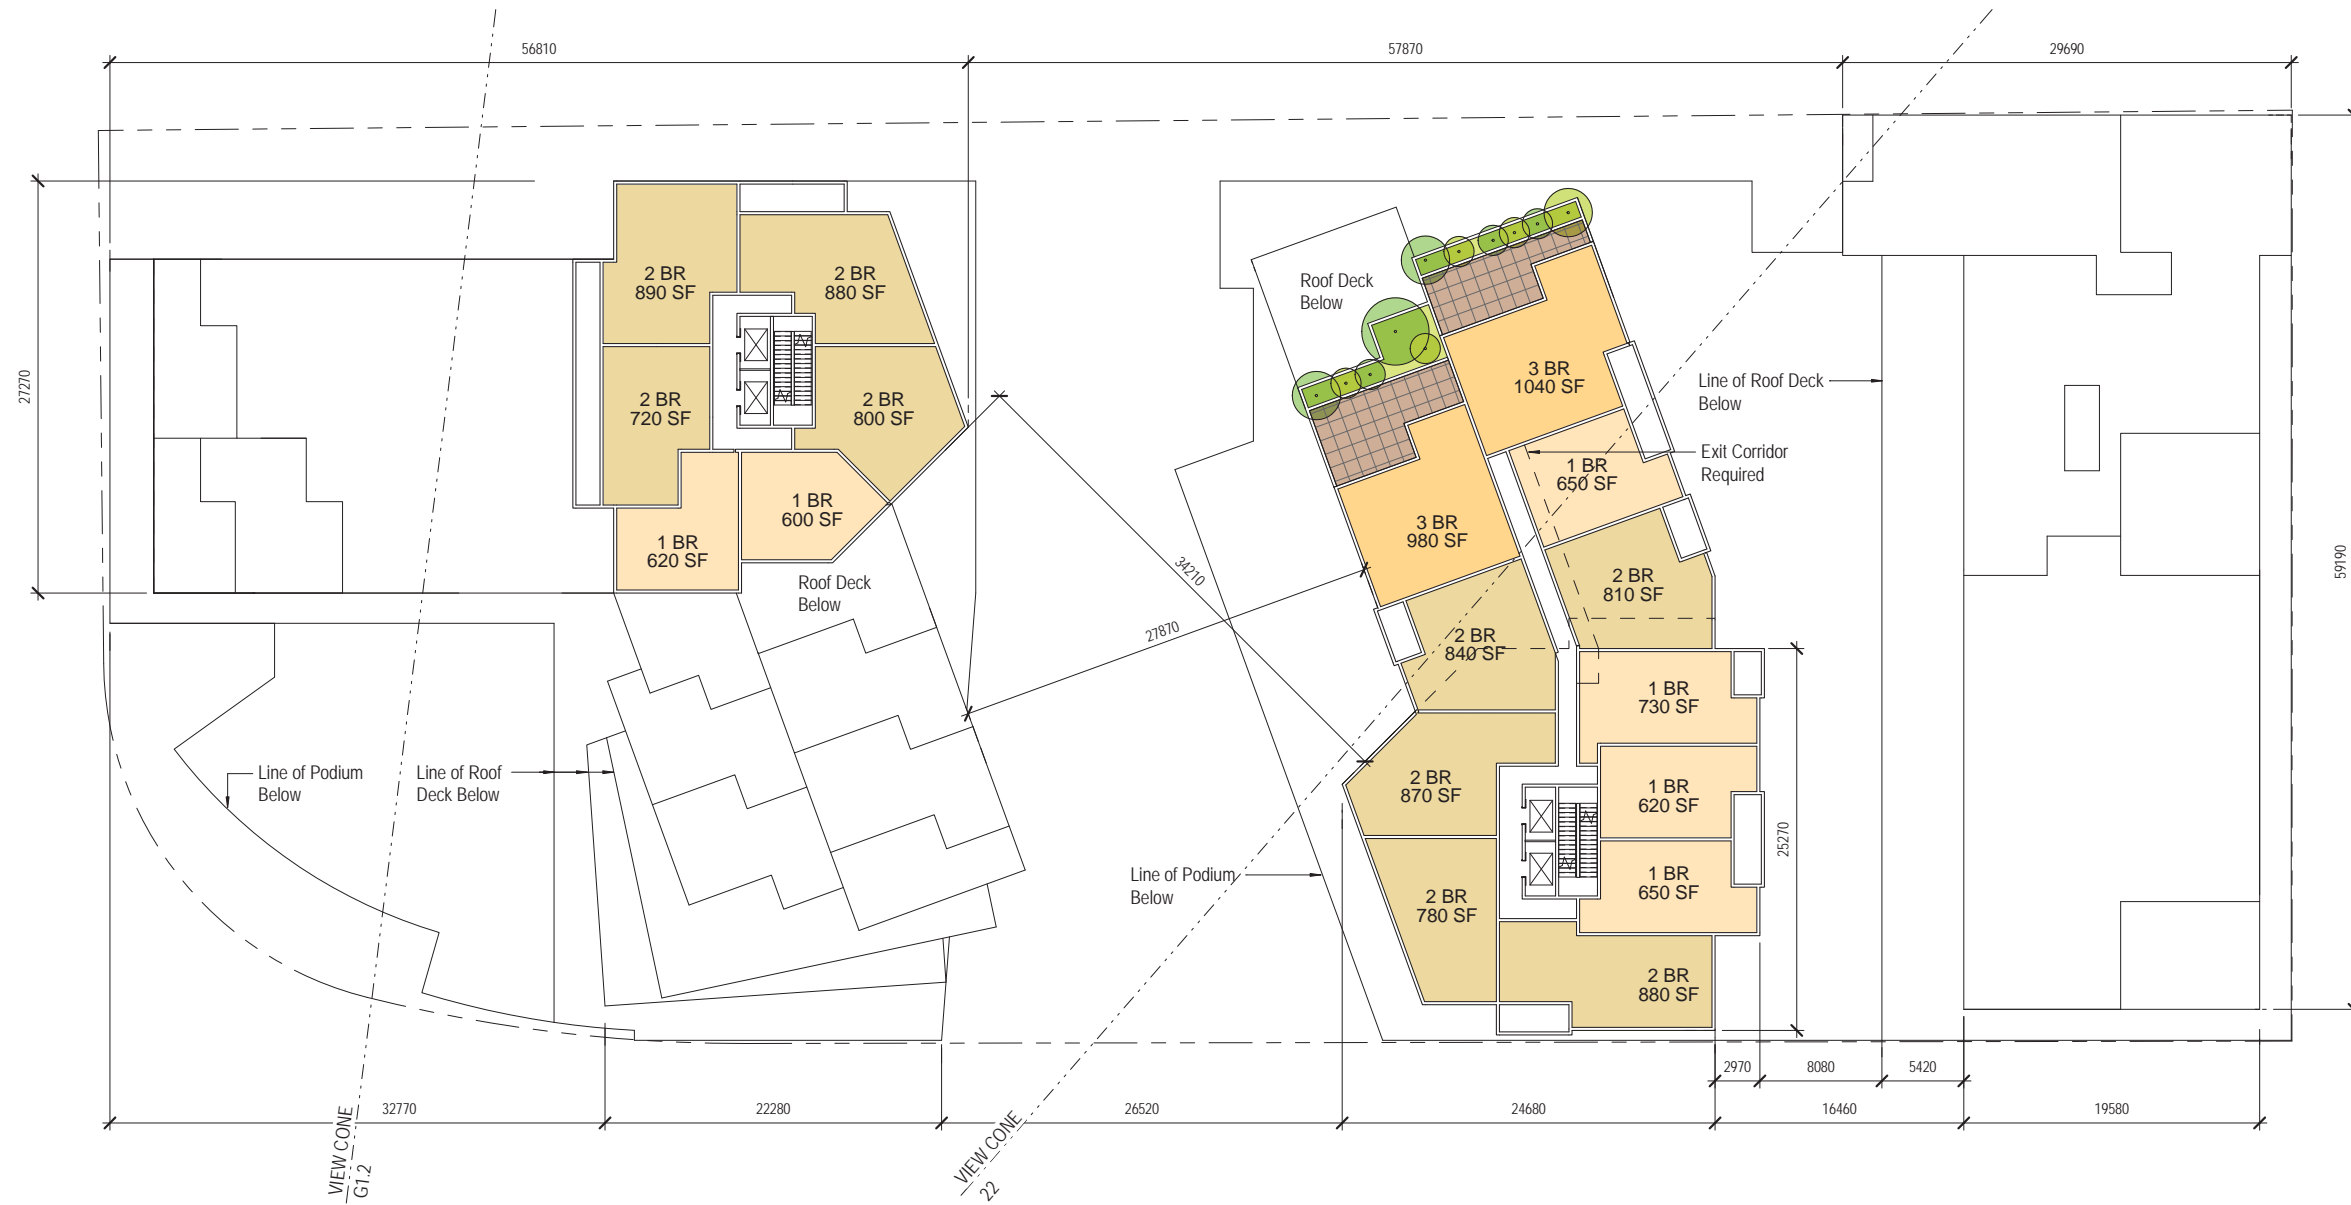 56810
57870
29690
27270
59190
2 BR
890 SF
2 BR
880 SF
2 BR
720 SF
2 BR
800 SF
1 BR
620 SF
1 BR
600 SF
Roof Deck
Below
Roof Deck
Below
3 BR
1040 SF
Line of Roof Deck
Below
Exit Corridor
Required
1 BR
650 SF
3 BR
980 SF
2 BR
810 SF
34210
27870
2 BR
840 SF
1 BR
730 SF
Line of Podium
Below
Line of Roof
Deck Below
2 BR
870 SF
1 BR
620 SF
25270
Line of Podium
Below
1 BR
650 SF
2 BR
780 SF
2 BR
880 SF
2970
8080
5420
32770
22280
26520
24680
16460
19580
VIEW CONE
G1.2
VIEW CONE
22